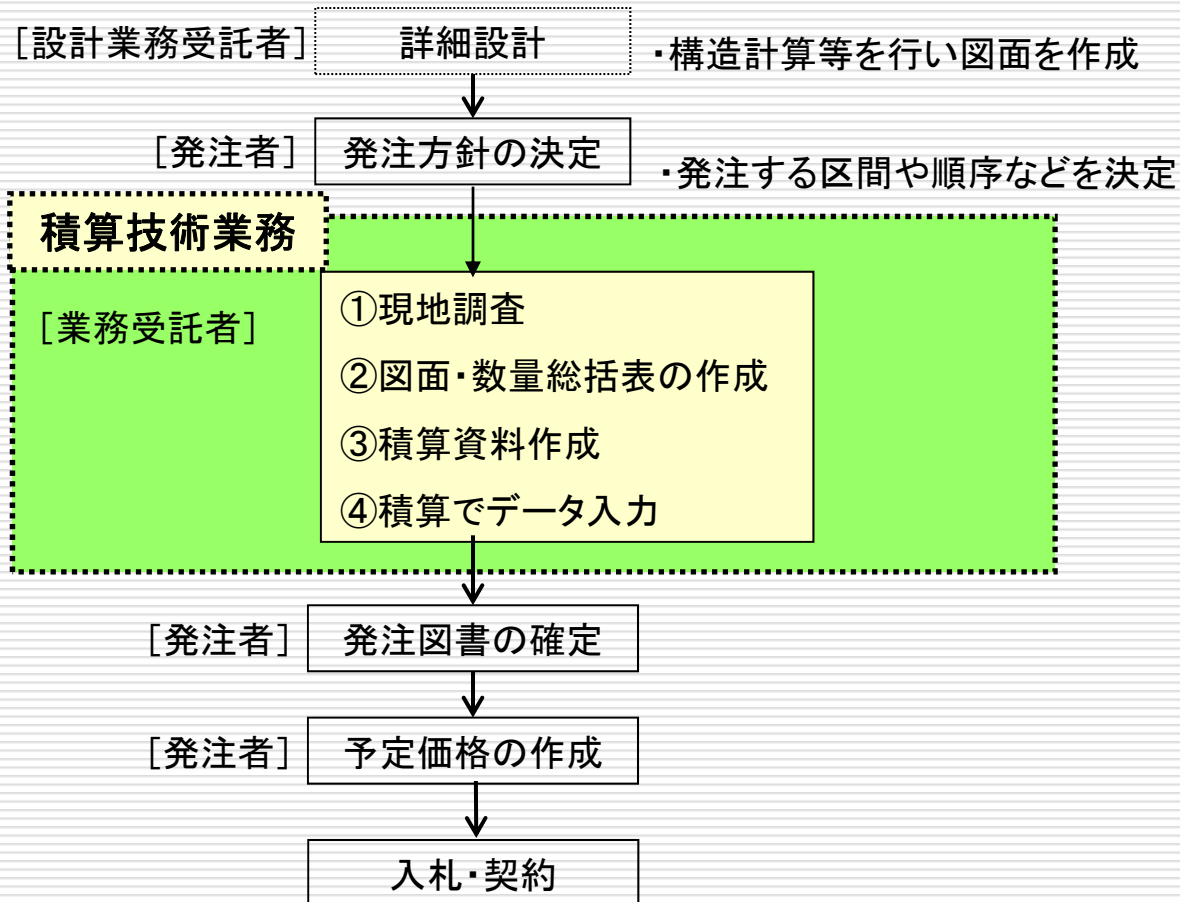 [設計業務受託者] 詳細設計
・構造計算等を行い図面を作成
[発注者] 発注方針の決定
・発注する区間や順序などを決定
積算技術業務
[業務受託者]
①現地調査
②図面・数量総括表の作成
③積算資料作成
④積算でデータ入力
[発注者] 発注図書の確定
[発注者] 予定価格の作成
入札・契約